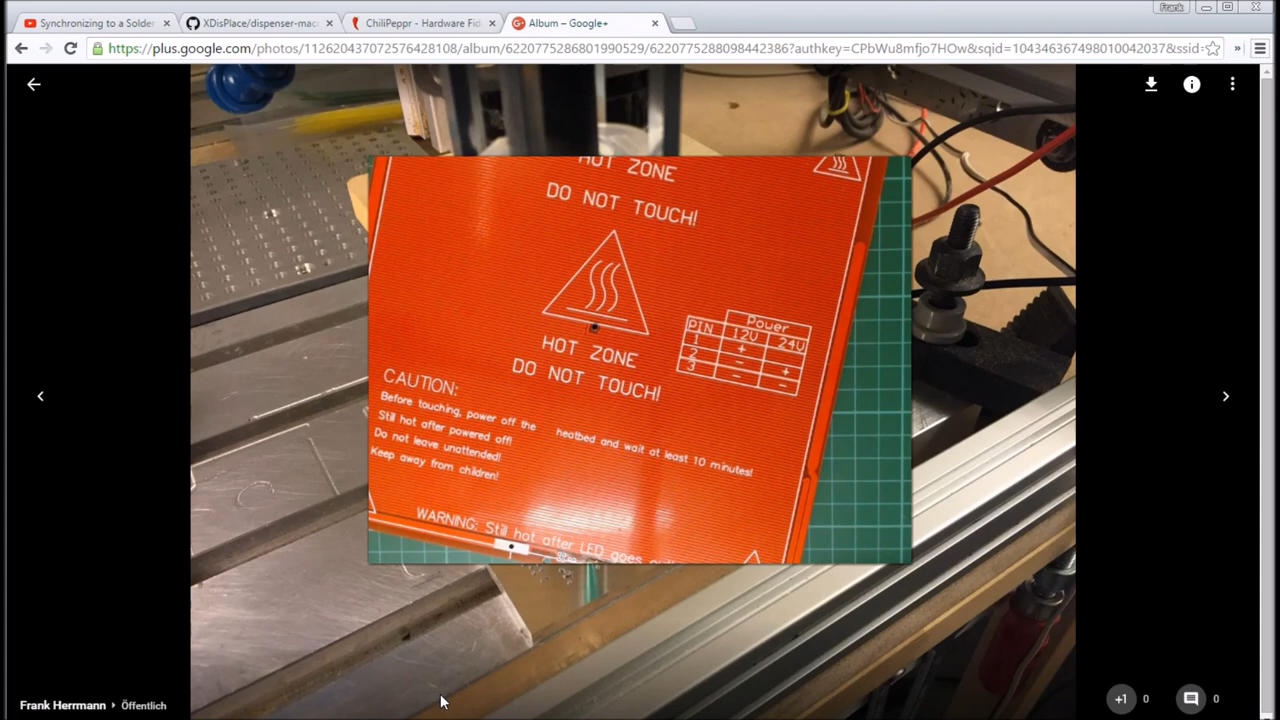 Synchronizing to a Solder
XDisPlace/dispenser-macr
ChiliPeppr - Hardware Fid
Album – Google+
Frank
https://plus.google.com/photos/112620437072576428108/album/6220775286801990529/6220775288098442386?authkey=CPbWu8mfjo7HOw&sqid=104346367498010042037&ssid=
HOT ZONE
DO NOT TOUCH!
HOT ZONE
DO NOT TOUCH!
Power
PIN 12V 24V
1 +
2 - +
3 - -
CAUTION:
Before touching, power off the heatbed and wait at least 10 minutes!
Still hot after powered off!
Do not leave unattended!
Keep away from children!
WARNING: Still hot after LED goes
Frank Herrmann
Öffentlich
+1 0
0